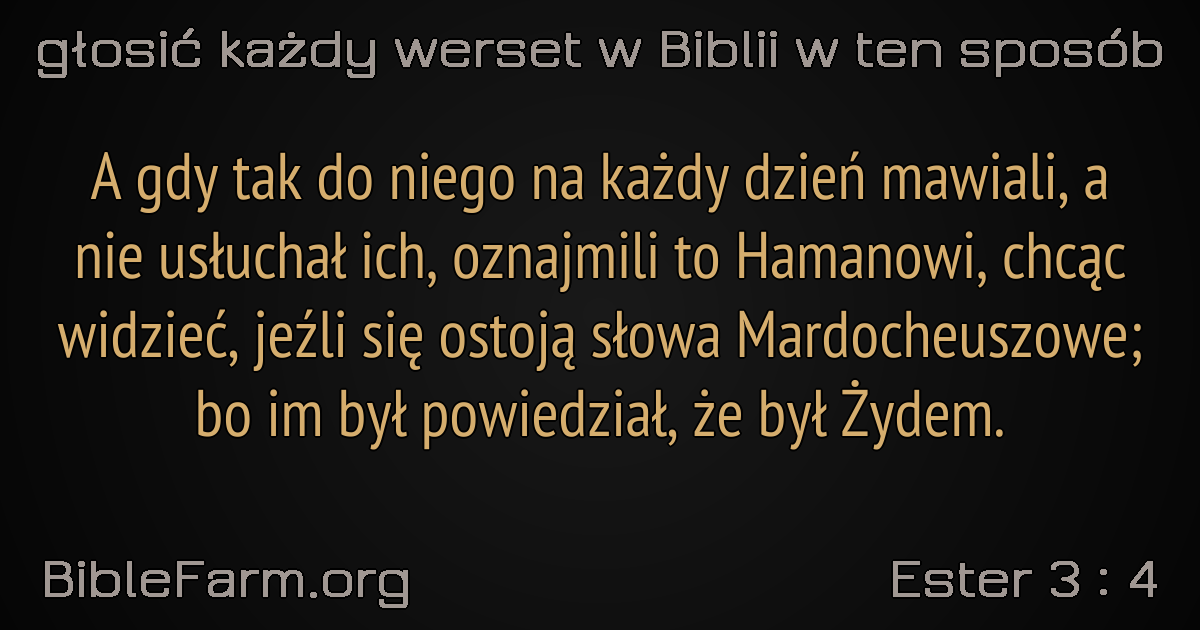 głosić każdy werset w Biblii w ten sposób
A gdy tak do niego na każdy dzień mawiali, a
nie usłuchał ich, oznajmili to Hamanowi, chcąc
widzieć, jeźli się ostoją słowa Mardocheuszowe;
bo im był powiedział, że był Żydem.
BibleFarm.org
Ester 3 : 4